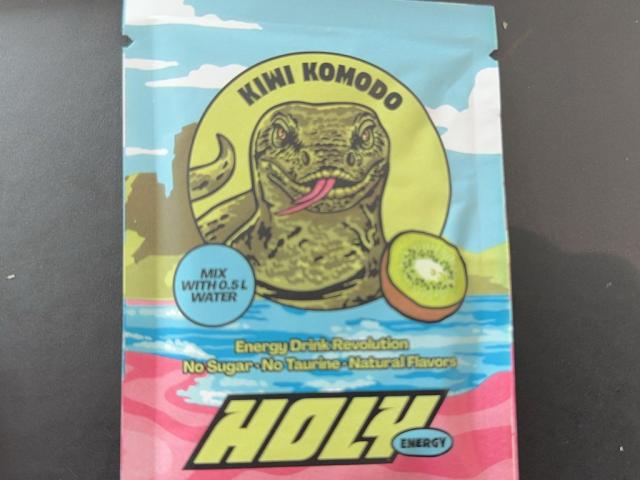 KIWI KOMODO
MIX
WITH 0.5 L
WATER
Energy Drink Revolution
No Sugar · No Taurine · Natural Flavors
HOLY
ENERGY